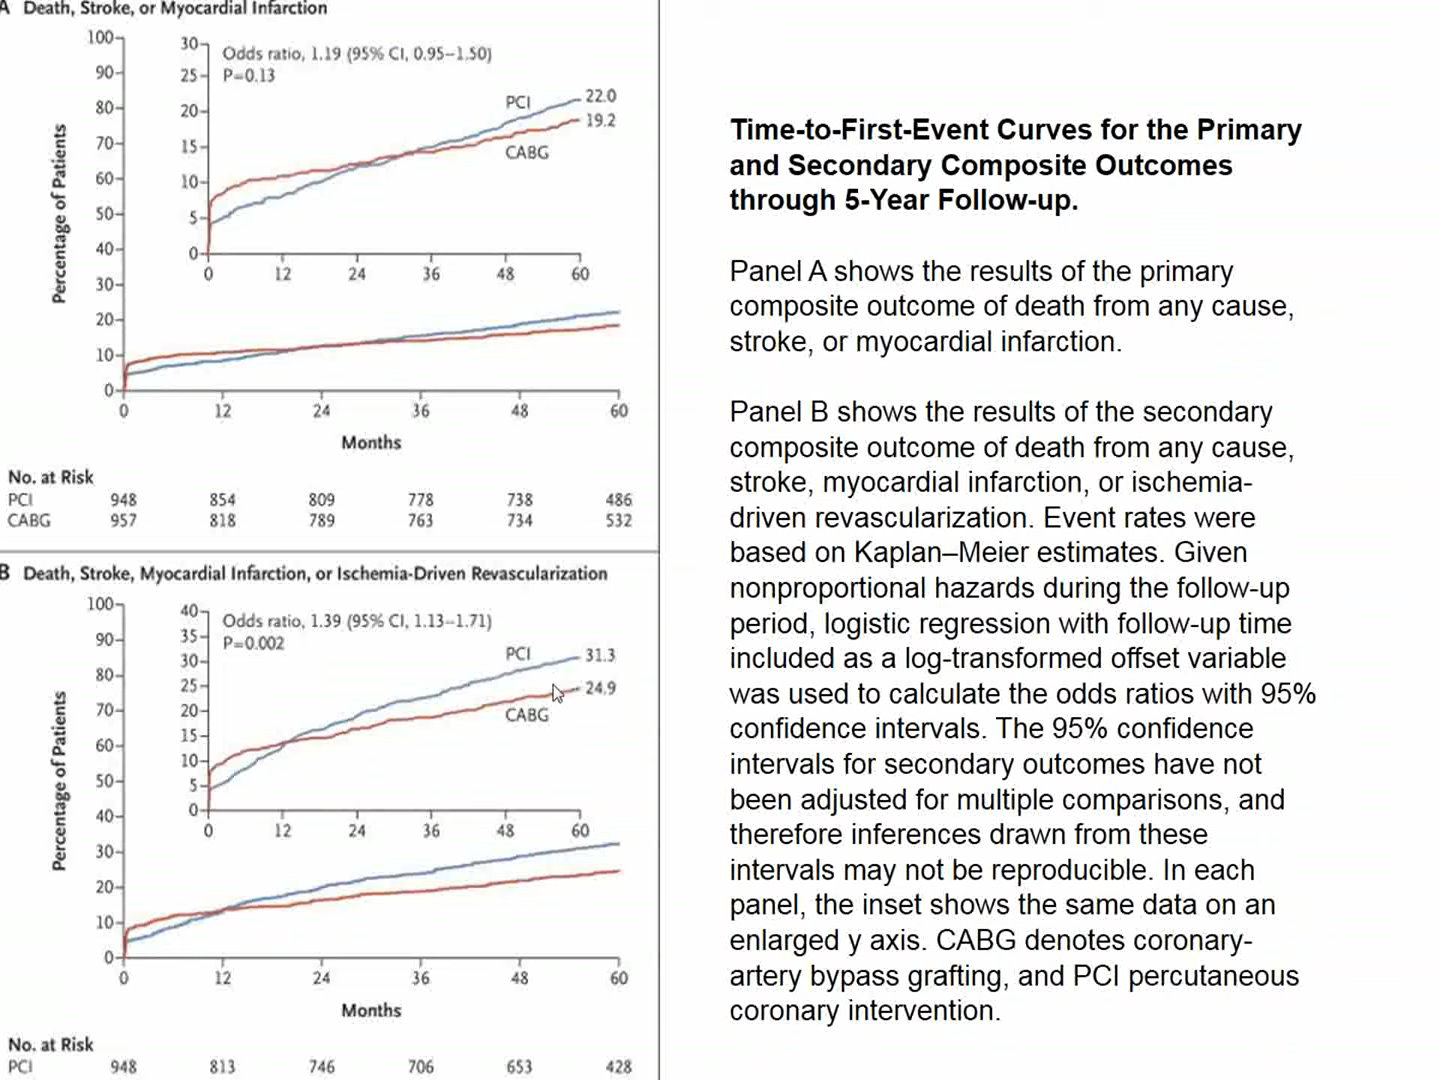 A Death, Stroke, or Myocardial Infarction
100
90
80
70
60
50
40
30
20
10
0
Percentage of Patients
30
25
20
15
10
5
0
Odds ratio, 1.19 (95% CI, 0.95–1.50)
P=0.13
PCI
22.0
19.2
CABG
0 12 24 36 48 60
0 12 24 36 48 60
Months
No. at Risk
PCI 948 854 809 778 738 486
CABG 957 818 789 763 734 532
B Death, Stroke, Myocardial Infarction, or Ischemia-Driven Revascularization
100
90
80
70
60
50
40
30
20
10
0
Percentage of Patients
40
35
30
25
20
15
10
5
0
Odds ratio, 1.39 (95% CI, 1.13–1.71)
P=0.002
PCI
31.3
24.9
CABG
0 12 24 36 48 60
0 12 24 36 48 60
Months
No. at Risk
PCI 948 813 746 706 653 428
Time-to-First-Event Curves for the Primary
and Secondary Composite Outcomes
through 5-Year Follow-up.
Panel A shows the results of the primary
composite outcome of death from any cause,
stroke, or myocardial infarction.
Panel B shows the results of the secondary
composite outcome of death from any cause,
stroke, myocardial infarction, or ischemia-
driven revascularization. Event rates were
based on Kaplan–Meier estimates. Given
nonproportional hazards during the follow-up
period, logistic regression with follow-up time
included as a log-transformed offset variable
was used to calculate the odds ratios with 95%
confidence intervals. The 95% confidence
intervals for secondary outcomes have not
been adjusted for multiple comparisons, and
therefore inferences drawn from these
intervals may not be reproducible. In each
panel, the inset shows the same data on an
enlarged y axis. CABG denotes coronary-
artery bypass grafting, and PCI percutaneous
coronary intervention.